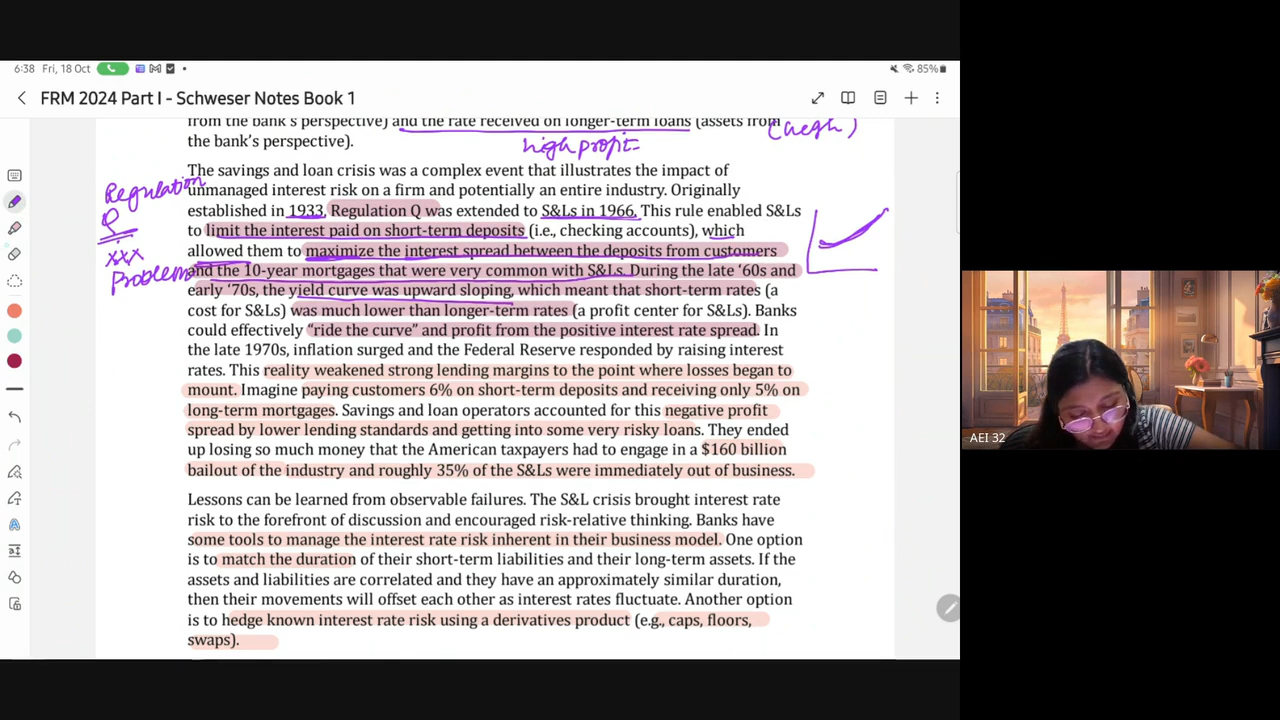 6:38 Fri, 18 Oct
85%
FRM 2024 Part I - Schweser Notes Book 1
from the bank's perspective) and the rate received on longer-term loans (assets from
the bank's perspective).
high profit
The savings and loan crisis was a complex event that illustrates the impact of
Regulation
unmanaged interest risk on a firm and potentially an entire industry. Originally
Q
established in 1933, Regulation Q was extended to S&Ls in 1966. This rule enabled S&Ls
to limit the interest paid on short-term deposits (i.e., checking accounts), which
xxx
allowed them to maximize the interest spread between the deposits from customers
Problem
and the 10-year mortgages that were very common with S&Ls. During the late '60s and
early '70s, the yield curve was upward sloping, which meant that short-term rates (a
cost for S&Ls) was much lower than longer-term rates (a profit center for S&Ls). Banks
could effectively "ride the curve" and profit from the positive interest rate spread. In
the late 1970s, inflation surged and the Federal Reserve responded by raising interest
rates. This reality weakened strong lending margins to the point where losses began to
mount. Imagine paying customers 6% on short-term deposits and receiving only 5% on
long-term mortgages. Savings and loan operators accounted for this negative profit
spread by lower lending standards and getting into some very risky loans. They ended
up losing so much money that the American taxpayers had to engage in a $160 billion
bailout of the industry and roughly 35% of the S&Ls were immediately out of business.
Lessons can be learned from observable failures. The S&L crisis brought interest rate
risk to the forefront of discussion and encouraged risk-relative thinking. Banks have
some tools to manage the interest rate risk inherent in their business model. One option
is to match the duration of their short-term liabilities and their long-term assets. If the
assets and liabilities are correlated and they have an approximately similar duration,
then their movements will offset each other as interest rates fluctuate. Another option
is to hedge known interest rate risk using a derivatives product (e.g., caps, floors,
swaps).
AEI 32